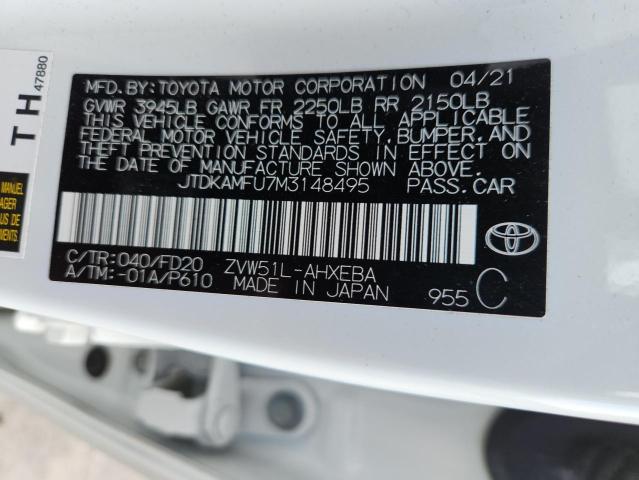 MFD.BY:TOYOTA MOTOR CORPORATION 04/21
GVWR 3945LB GAWR FR 2250LB RR 2150LB
THIS VEHICLE CONFORMS TO ALL APPLICABLE
FEDERAL MOTOR VEHICLE SAFETY, BUMPER, AND
THEFT PREVENTION STANDARDS IN EFFECT ON
THE DATE OF MANUFACTURE SHOWN ABOVE.
JTDKAMFU7M3148495 PASS.CAR
C/TR:040/FD20 ZVW51L-AHXEBA
A/TM:-01A/P610 MADE IN JAPAN 955 C
TOYOTA
TH
47880
MANUEL